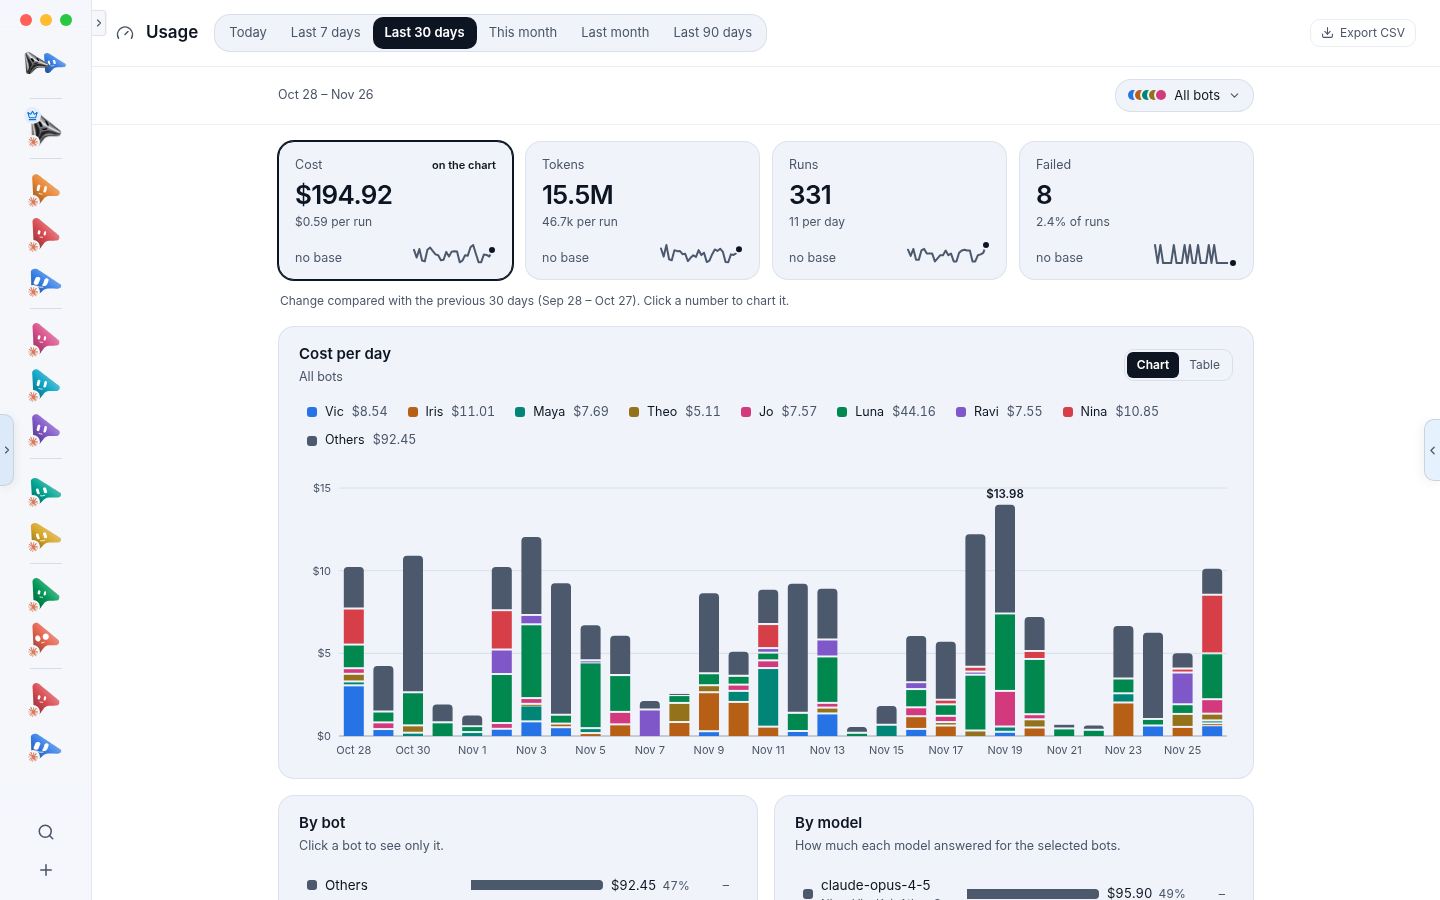 Usage
Today
Last 7 days
Last 30 days
This month
Last month
Last 90 days
Export CSV
Oct 28 – Nov 26
All bots
Cost
on the chart
$194.92
$0.59 per run
no base
Tokens
15.5M
46.7k per run
no base
Runs
331
11 per day
no base
Failed
8
2.4% of runs
no base
Change compared with the previous 30 days (Sep 28 – Oct 27). Click a number to chart it.
Cost per day
All bots
Chart
Table
Vic $8.54
Iris $11.01
Maya $7.69
Theo $5.11
Jo $7.57
Luna $44.16
Ravi $7.55
Nina $10.85
Others $92.45
$15
$13.98
$10
$5
$0
Oct 28
Oct 30
Nov 1
Nov 3
Nov 5
Nov 7
Nov 9
Nov 11
Nov 13
Nov 15
Nov 17
Nov 19
Nov 21
Nov 23
Nov 25
By bot
Click a bot to see only it.
Others
$92.45 47% –
By model
How much each model answered for the selected bots.
claude-opus-4-5
$95.90 49% –